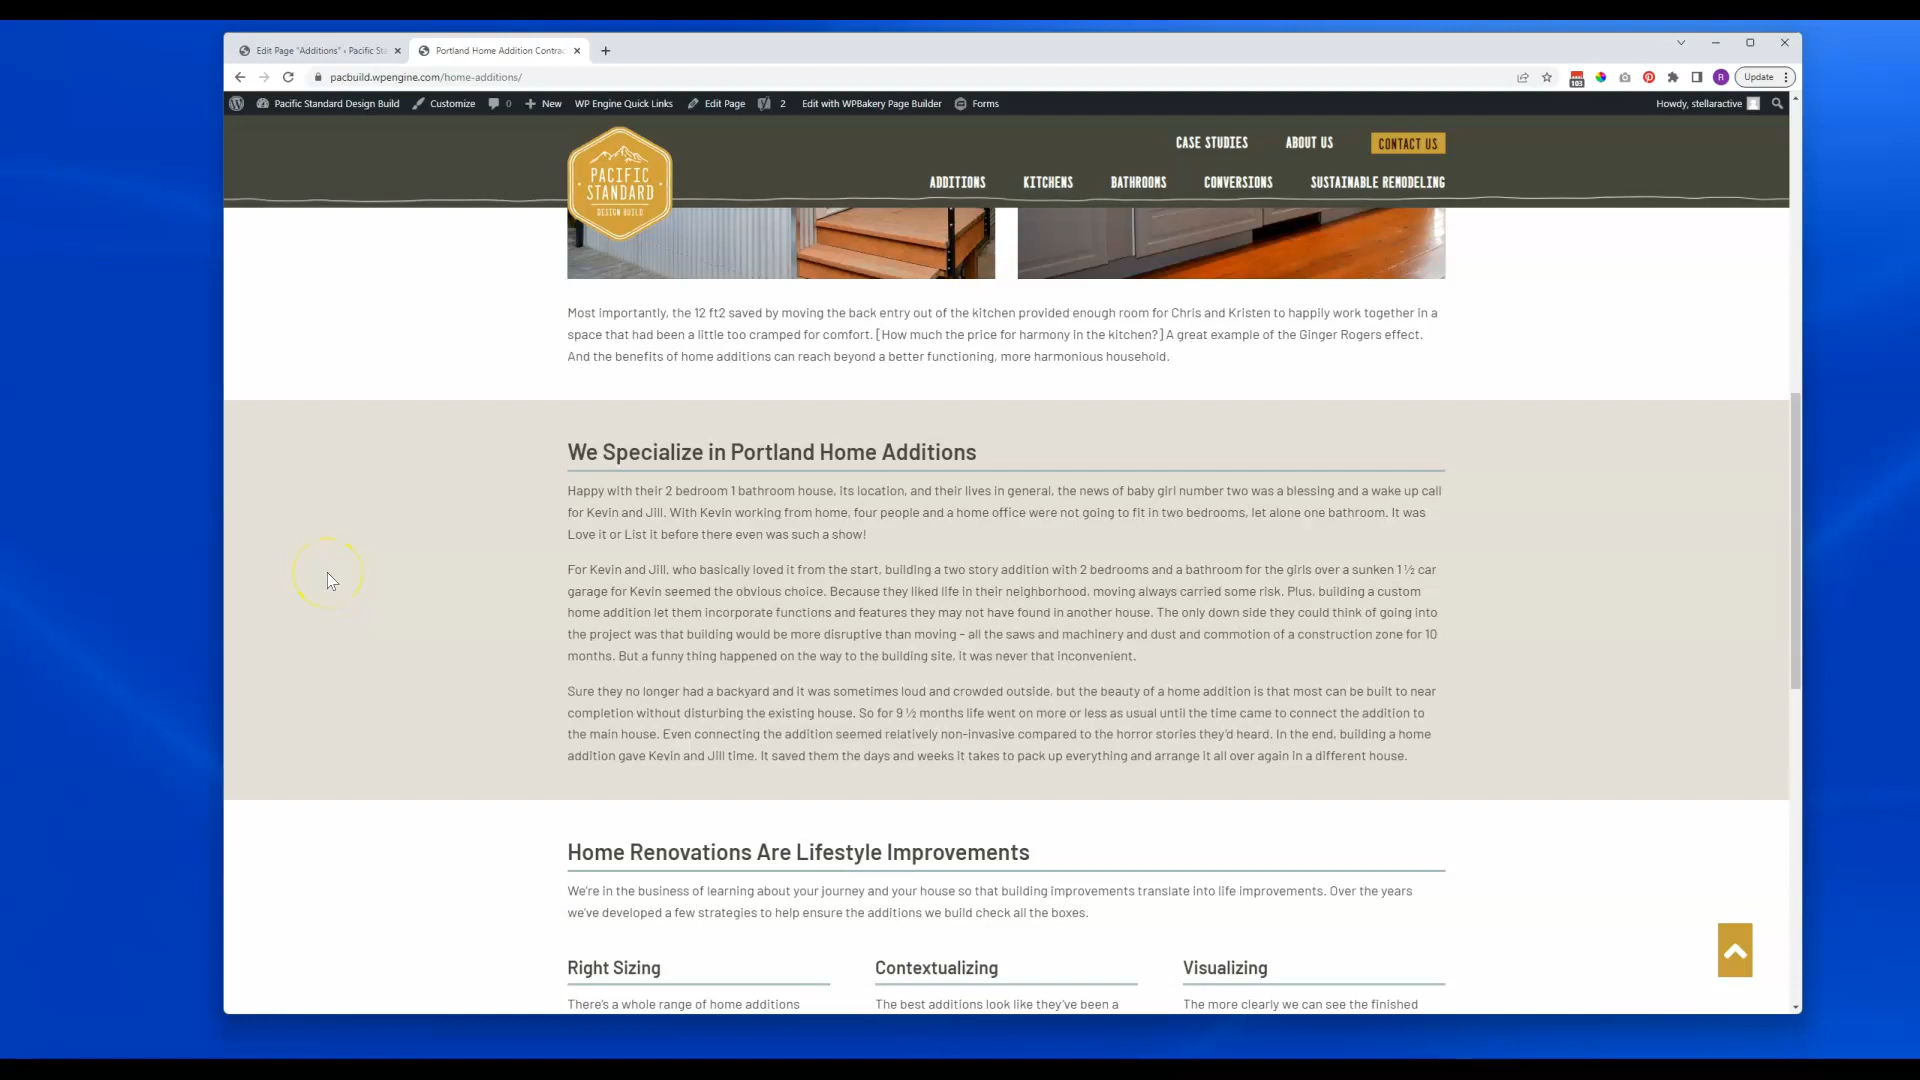 Edit Page "Additions" ‹ Pacific St
Portland Home Addition Contra
pacbuild.wpengine.com/home-additions/
103
R
Update
Pacific Standard Design Build
Customize
0
New
WP Engine Quick Links
Edit Page
2
Edit with WPBakery Page Builder
Forms
Howdy, stellaractive
PACIFIC
STANDARD
DESIGN BUILD
CASE STUDIES
ABOUT US
CONTACT US
ADDITIONS
KITCHENS
BATHROOMS
CONVERSIONS
SUSTAINABLE REMODELING
Most importantly, the 12 ft2 saved by moving the back entry out of the kitchen provided enough room for Chris and Kristen to happily work together in a
space that had been a little too cramped for comfort. [How much the price for harmony in the kitchen?] A great example of the Ginger Rogers effect.
And the benefits of home additions can reach beyond a better functioning, more harmonious household.
We Specialize in Portland Home Additions
Happy with their 2 bedroom 1 bathroom house, its location, and their lives in general, the news of baby girl number two was a blessing and a wake up call
for Kevin and Jill. With Kevin working from home, four people and a home office were not going to fit in two bedrooms, let alone one bathroom. It was
Love it or List it before there even was such a show!
For Kevin and Jill, who basically loved it from the start, building a two story addition with 2 bedrooms and a bathroom for the girls over a sunken 1 ½ car
garage for Kevin seemed the obvious choice. Because they liked life in their neighborhood, moving always carried some risk. Plus, building a custom
home addition let them incorporate functions and features they may not have found in another house. The only down side they could think of going into
the project was that building would be more disruptive than moving – all the saws and machinery and dust and commotion of a construction zone for 10
months. But a funny thing happened on the way to the building site, it was never that inconvenient.
Sure they no longer had a backyard and it was sometimes loud and crowded outside, but the beauty of a home addition is that most can be built to near
completion without disturbing the existing house. So for 9 ½ months life went on more or less as usual until the time came to connect the addition to
the main house. Even connecting the addition seemed relatively non-invasive compared to the horror stories they'd heard. In the end, building a home
addition gave Kevin and Jill time. It saved them the days and weeks it takes to pack up everything and arrange it all over again in a different house.
Home Renovations Are Lifestyle Improvements
We're in the business of learning about your journey and your house so that building improvements translate into life improvements. Over the years
we've developed a few strategies to help ensure the additions we build check all the boxes.
Right Sizing
Contextualizing
Visualizing
There's a whole range of home additions
The best additions look like they've been a
The more clearly we can see the finished